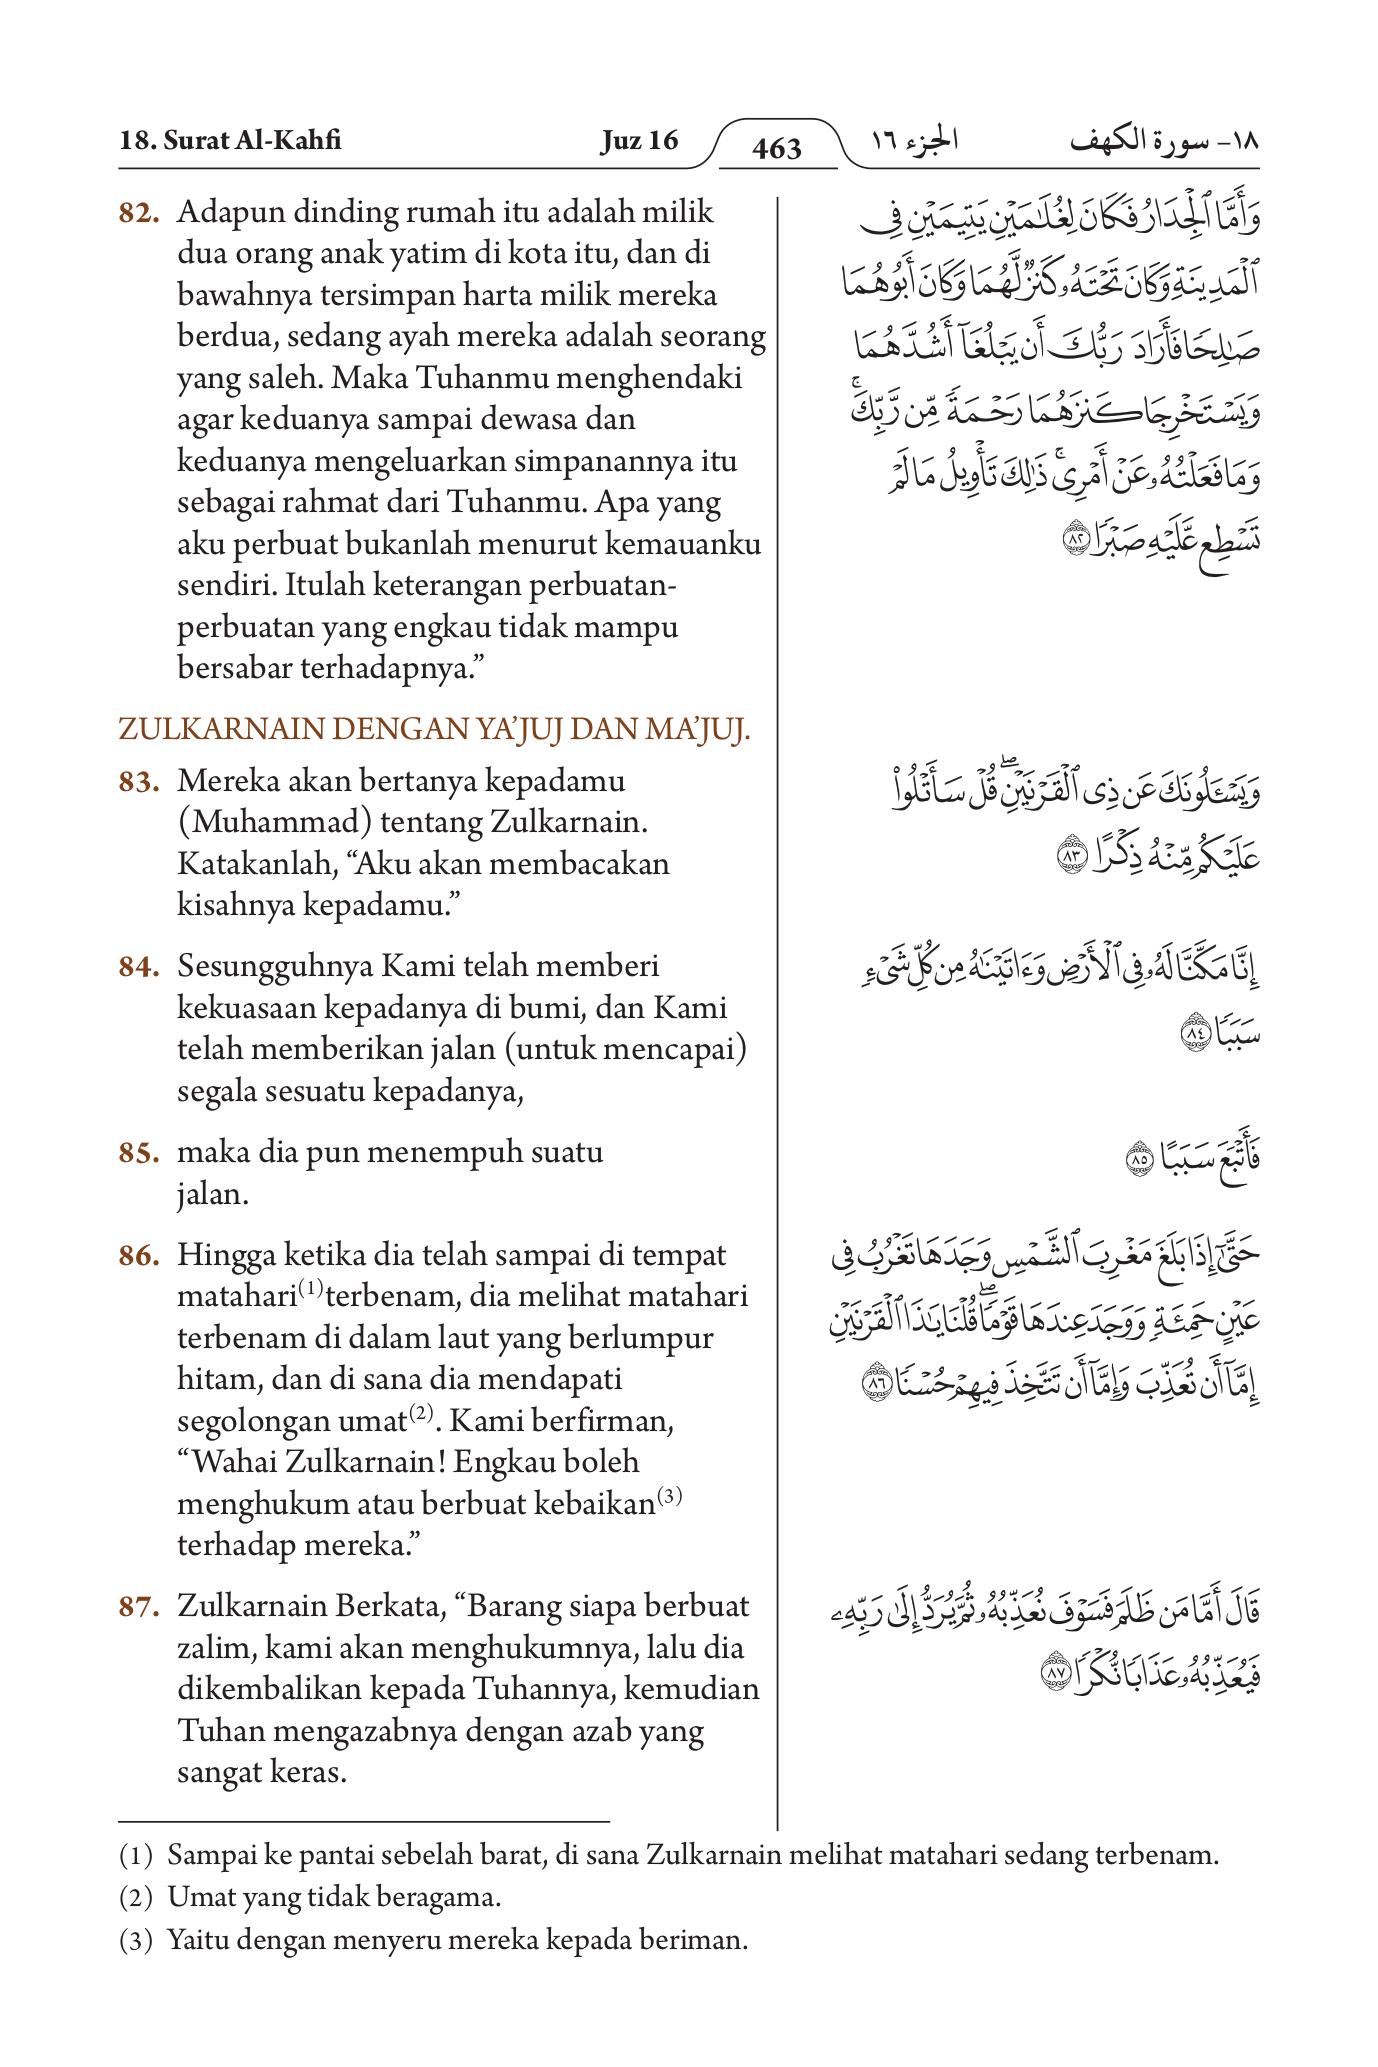 18. Surat Al-Kahfi Juz 16 463 الجزء ١٦ ١٨- سورة الكهف
82. Adapun dinding rumah itu adalah milik
dua orang anak yatim di kota itu, dan di
bawahnya tersimpan harta milik mereka
berdua, sedang ayah mereka adalah seorang
yang saleh. Maka Tuhanmu menghendaki
agar keduanya sampai dewasa dan
keduanya mengeluarkan simpanannya itu
sebagai rahmat dari Tuhanmu. Apa yang
aku perbuat bukanlah menurut kemauanku
sendiri. Itulah keterangan perbuatan-
perbuatan yang engkau tidak mampu
bersabar terhadapnya.”
ZULKARNAIN DENGAN YA’JUJ DAN MA’JUJ.
83. Mereka akan bertanya kepadamu
(Muhammad) tentang Zulkarnain.
Katakanlah, “Aku akan membacakan
kisahnya kepadamu.”
84. Sesungguhnya Kami telah memberi
kekuasaan kepadanya di bumi, dan Kami
telah memberikan jalan (untuk mencapai)
segala sesuatu kepadanya,
85. maka dia pun menempuh suatu
jalan.
86. Hingga ketika dia telah sampai di tempat
matahari(1)terbenam, dia melihat matahari
terbenam di dalam laut yang berlumpur
hitam, dan di sana dia mendapati
segolongan umat(2). Kami berfirman,
“Wahai Zulkarnain! Engkau boleh
menghukum atau berbuat kebaikan(3)
terhadap mereka.”
87. Zulkarnain Berkata, “Barang siapa berbuat
zalim, kami akan menghukumnya, lalu dia
dikembalikan kepada Tuhannya, kemudian
Tuhan mengazabnya dengan azab yang
sangat keras.
وَأَمَّا ٱلْجِدَارُ فَكَانَ لِغُلَـٰمَيْنِ يَتِيمَيْنِ فِى
ٱلْمَدِينَةِ وَكَانَ تَحْتَهُۥ كَنزٌ لَّهُمَا وَكَانَ أَبُوهُمَا
صَـٰلِحًا فَأَرَادَ رَبُّكَ أَن يَبْلُغَآ أَشُدَّهُمَا
وَيَسْتَخْرِجَا كَنزَهُمَا رَحْمَةً مِّن رَّبِّكَ ۚ
وَمَا فَعَلْتُهُۥ عَنْ أَمْرِى ۚ ذَٰلِكَ تَأْوِيلُ مَا لَمْ
تَسْطِع عَّلَيْهِ صَبْرًا ٨٢
وَيَسْـَٔلُونَكَ عَن ذِى ٱلْقَرْنَيْنِ ۖ قُلْ سَأَتْلُوا۟
عَلَيْكُم مِّنْهُ ذِكْرًا ٨٣
إِنَّا مَكَّنَّا لَهُۥ فِى ٱلْأَرْضِ وَءَاتَيْنَـٰهُ مِن كُلِّ شَىْءٍ
سَبَبًا ٨٤
فَأَتْبَعَ سَبَبًا ٨٥
حَتَّىٰٓ إِذَا بَلَغَ مَغْرِبَ ٱلشَّمْسِ وَجَدَهَا تَغْرُبُ فِى
عَيْنٍ حَمِئَةٍ وَوَجَدَ عِندَهَا قَوْمًا ۖ قُلْنَا يَـٰذَا ٱلْقَرْنَيْنِ
إِمَّآ أَن تُعَذِّبَ وَإِمَّآ أَن تَتَّخِذَ فِيهِمْ حُسْنًا ٨٦
قَالَ أَمَّا مَن ظَلَمَ فَسَوْفَ نُعَذِّبُهُۥ ثُمَّ يُرَدُّ إِلَىٰ رَبِّهِۦ
فَيُعَذِّبُهُۥ عَذَابًا نُّكْرًا ٨٧
(1) Sampai ke pantai sebelah barat, di sana Zulkarnain melihat matahari sedang terbenam.
(2) Umat yang tidak beragama.
(3) Yaitu dengan menyeru mereka kepada beriman.